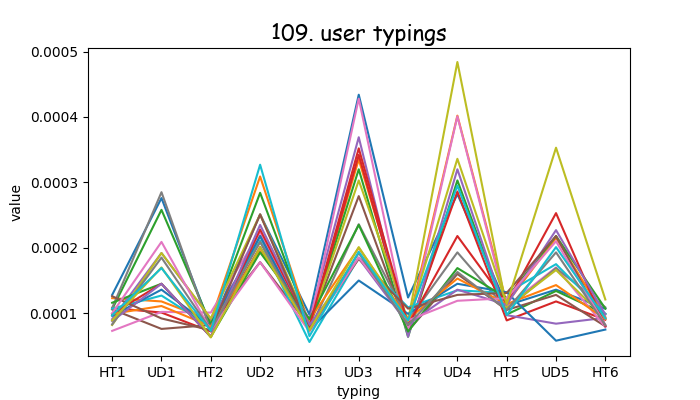 109. user typings
0.0005
0.0004
0.0003
0.0002
0.0001
value
HT1 UD1 HT2 UD2 HT3 UD3 HT4 UD4 HT5 UD5 HT6
typing